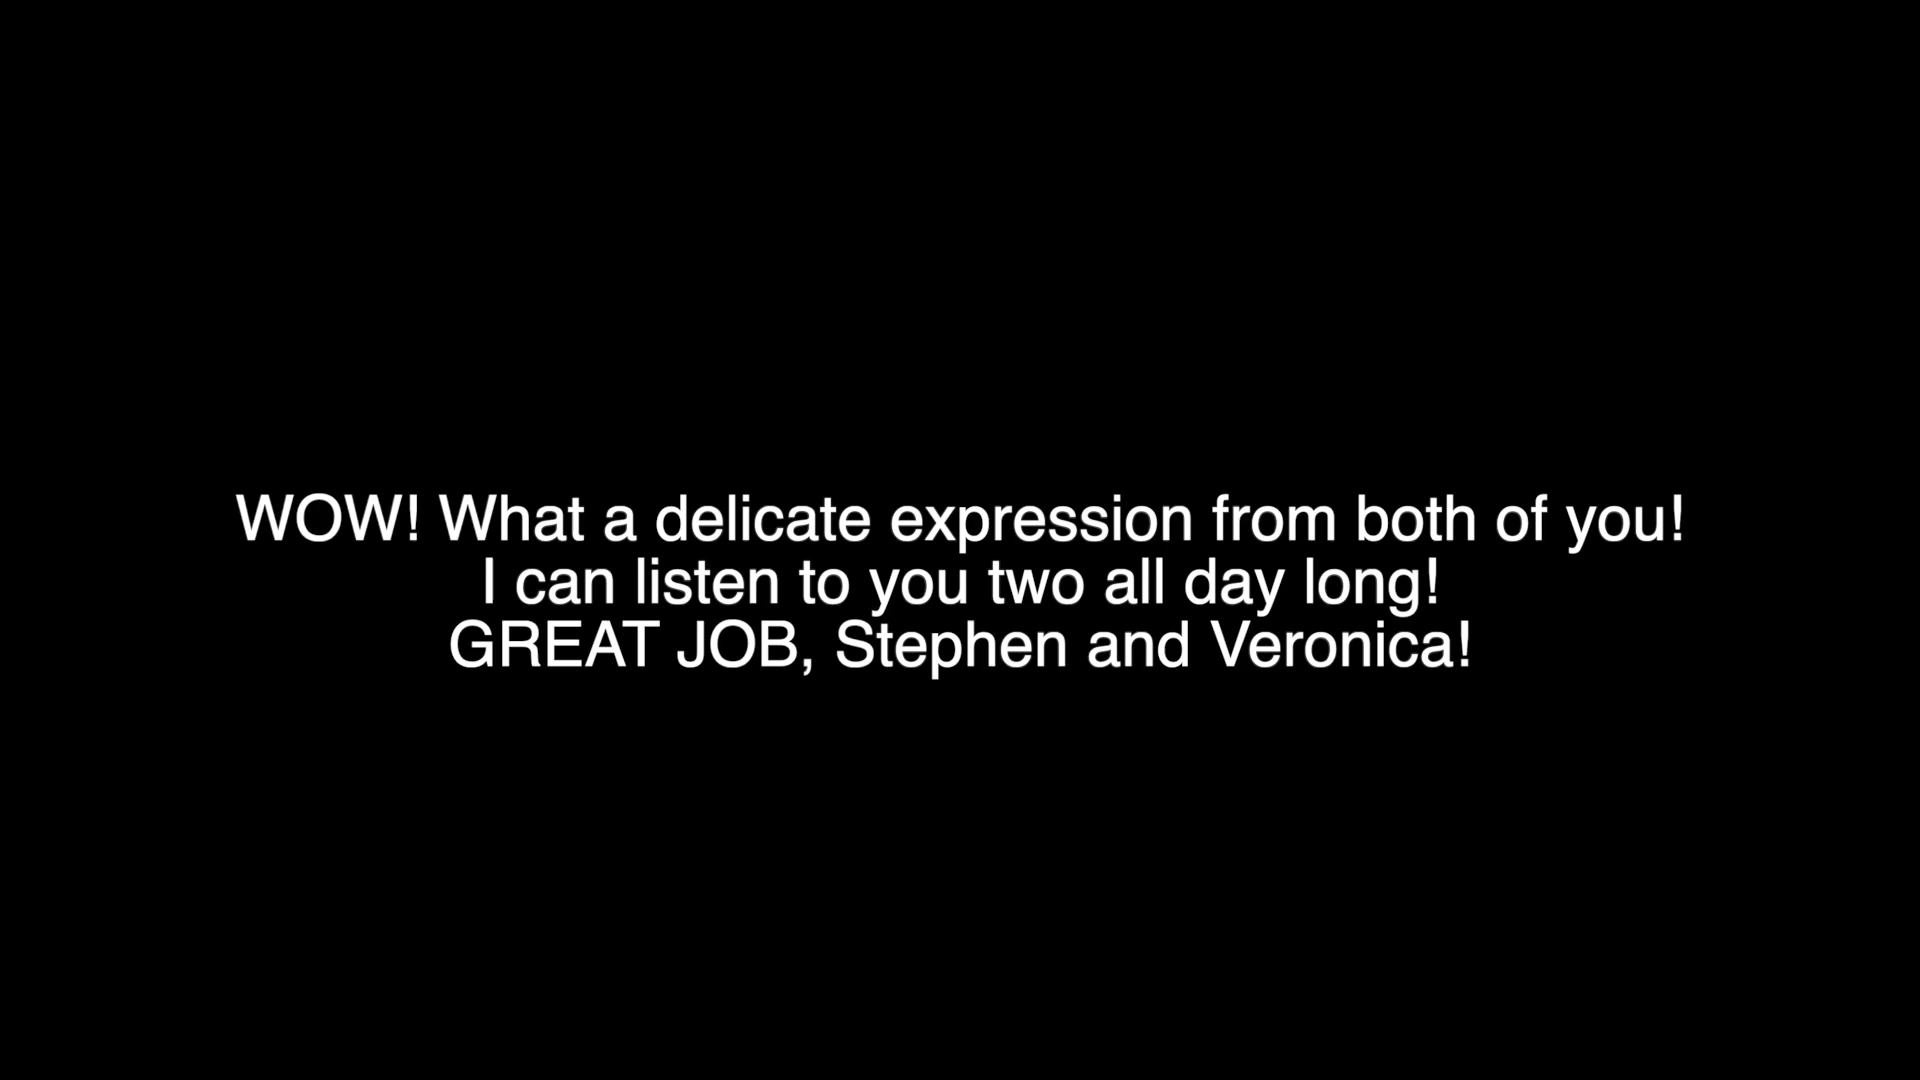 WOW! What a delicate expression from both of you!
I can listen to you two all day long!
GREAT JOB, Stephen and Veronica!